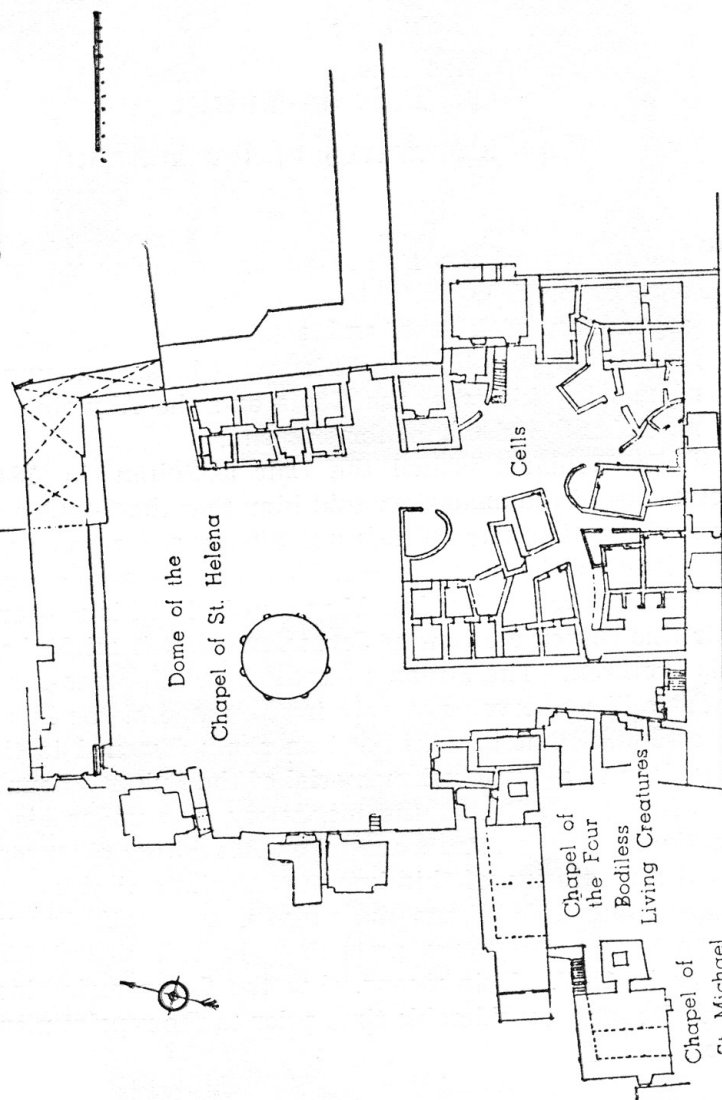 Dome of the
Chapel of St. Helena
Cells
Chapel of
the Four
Bodiless
Living Creatures
Chapel of
St. Michael